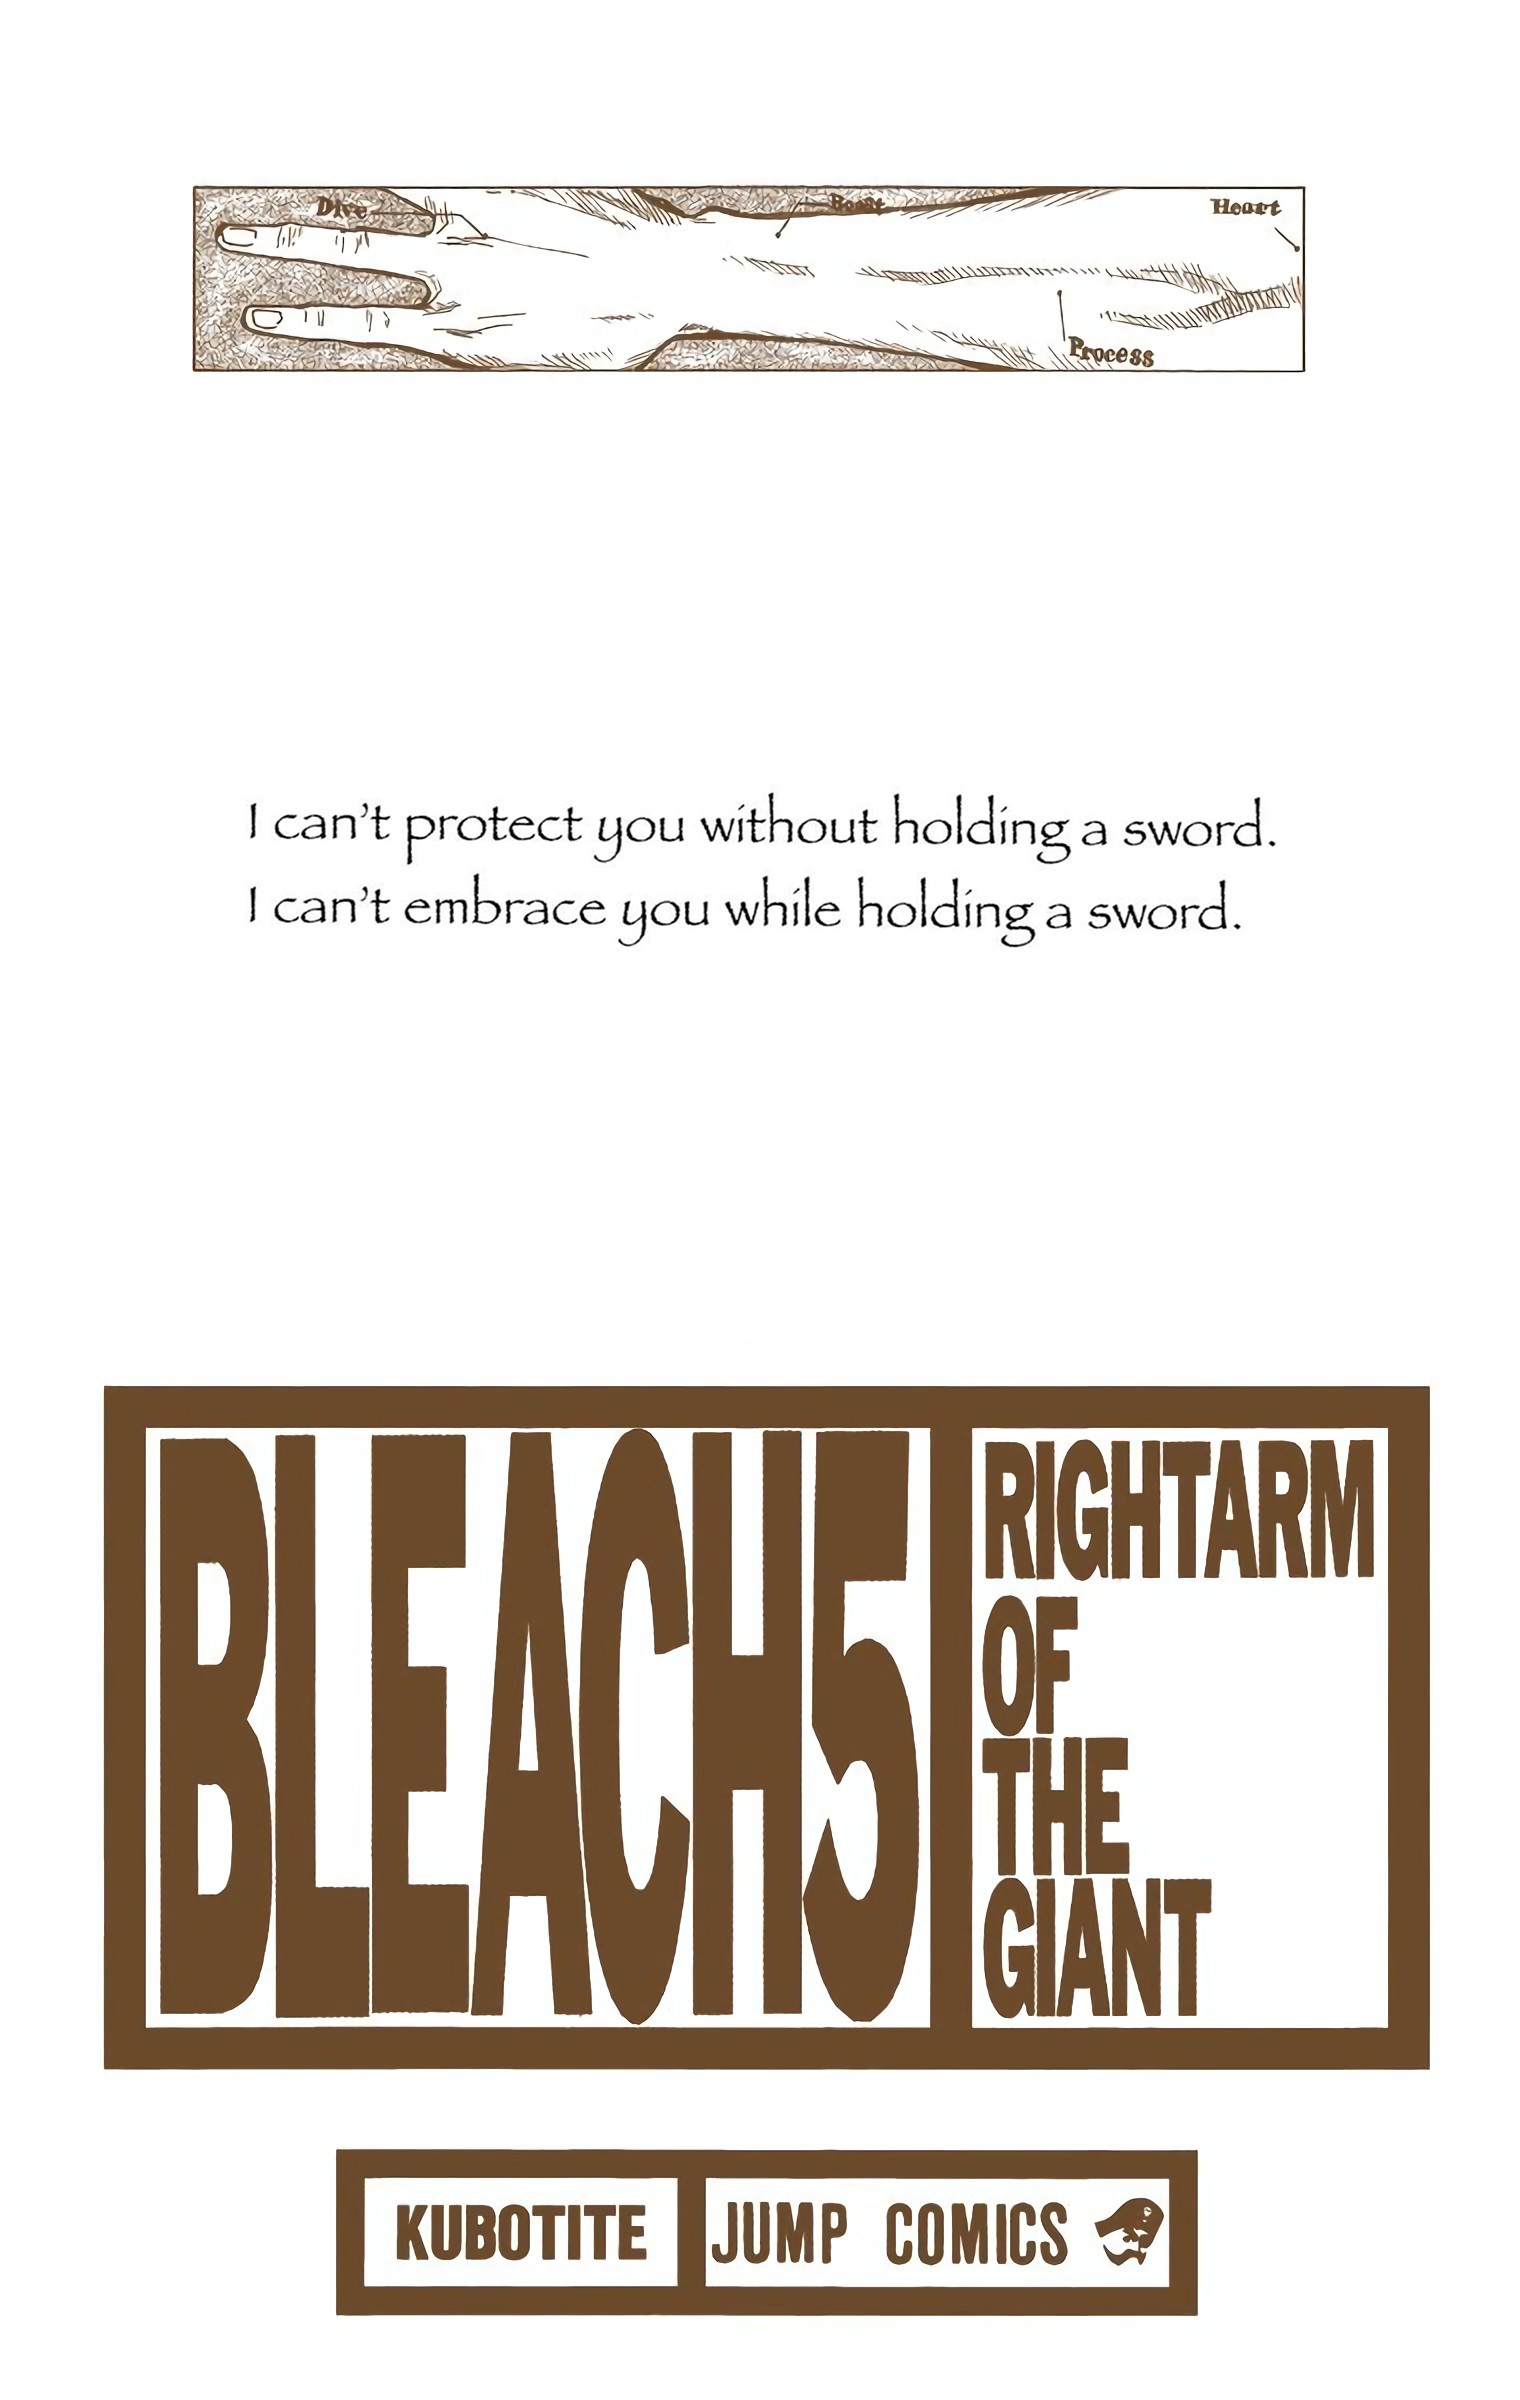 Dive
Heart
Process
I can't protect you without holding a sword.
I can't embrace you while holding a sword.
BLEACH5
RIGHTARM
OF
THE
GIANT
KUBOTITE
JUMP COMICS